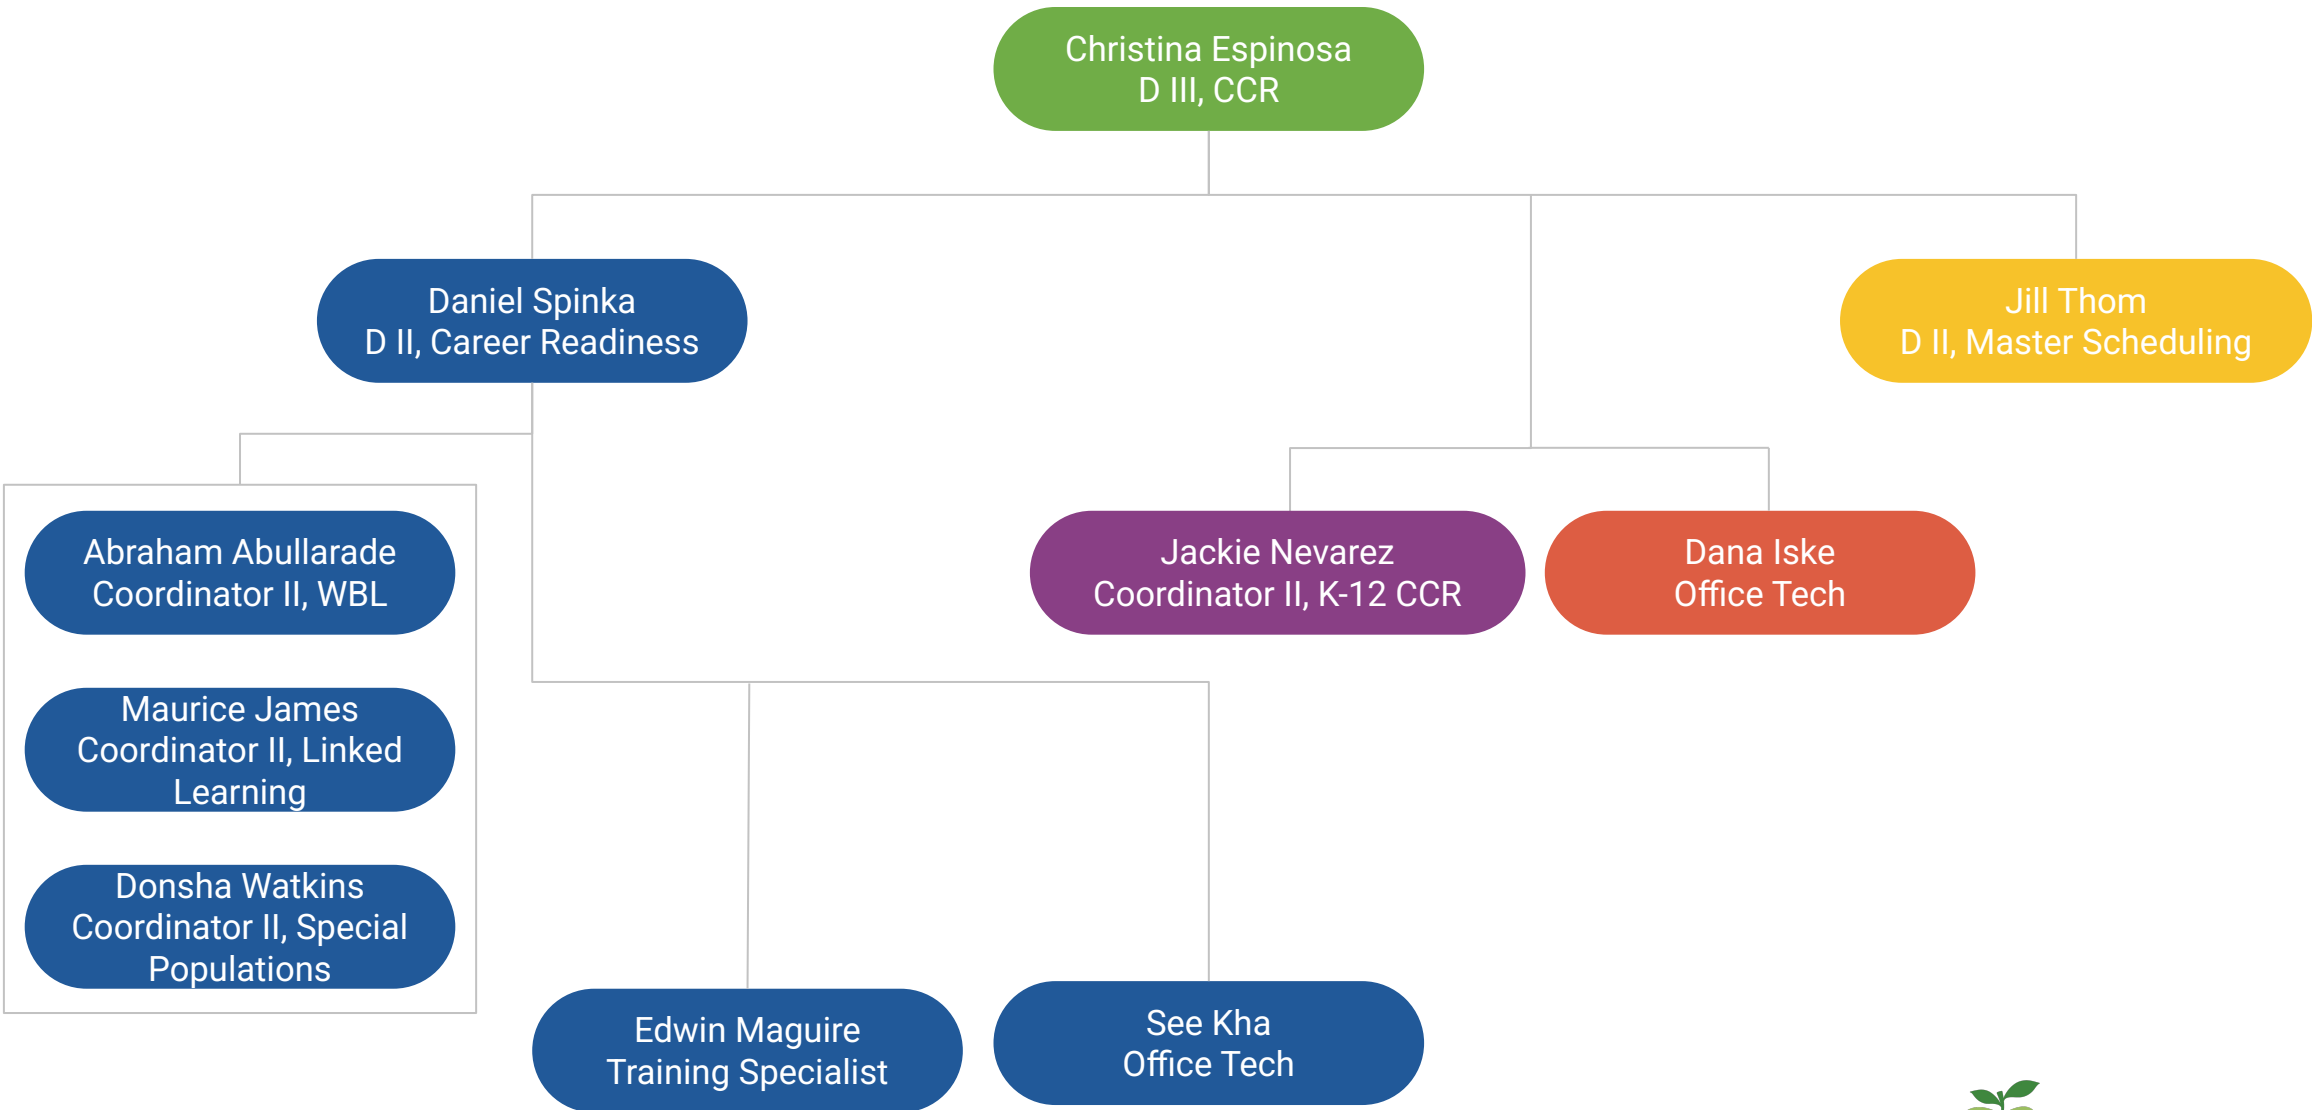 Christina Espinosa
D III, CCR
Daniel Spinka
D II, Career Readiness
Jill Thom
D II, Master Scheduling
Abraham Abullarade
Coordinator II, WBL
Maurice James
Coordinator II, Linked
Learning
Donsha Watkins
Coordinator II, Special
Populations
Jackie Nevarez
Coordinator II, K-12 CCR
Dana Iske
Office Tech
Edwin Maguire
Training Specialist
See Kha
Office Tech